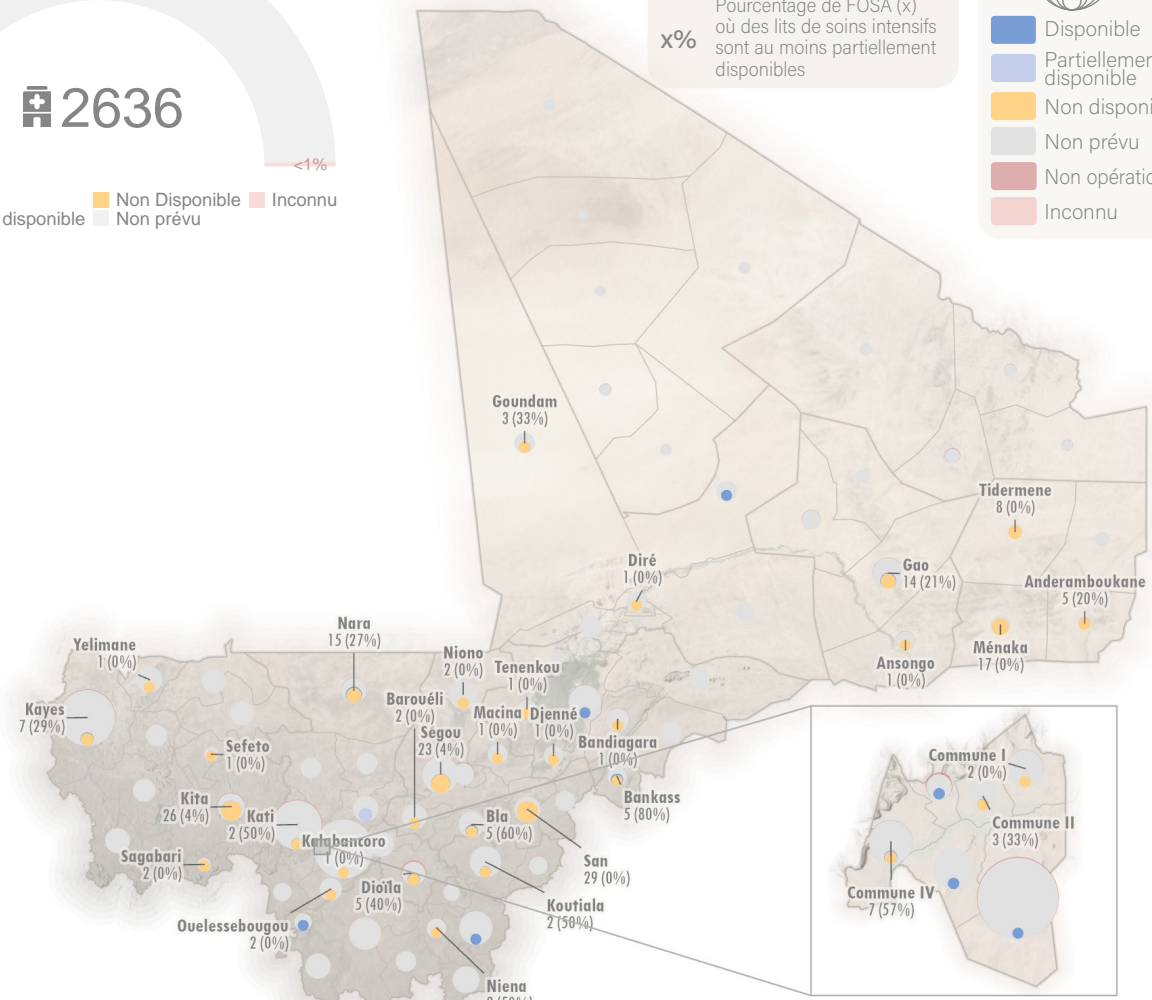 Pourcentage de FOSA (x)
où des lits de soins intensifs
x%
sont au moins partiellement
disponibles
Disponible
disponible
Non prévu
Inconnu
2636
<1%
Non Disponible
Inconnu
disponible
Non prévu
Goundam
3 (33%)
Tidermene
8 (0%)
Diré
1 (0%)
Gao
14 (21%)
Anderamboukane
5 (20%)
Ménaka
17 (0%)
Ansongo
1 (0%)
Nara
15 (27%)
Yelimane
1 (0%)
Niono
2 (0%)
Tenenkou
1 (0%)
Kayes
7 (29%)
Barouéli
2 (0%)
Macina
1 (0%)
Djenné
1 (0%)
Ségou
23 (4%)
Sefeto
1 (0%)
Bandiagara
1 (0%)
Bankass
5 (80%)
Kita
26 (4%)
Kati
2 (50%)
Kalabancoro
1 (0%)
Bla
5 (60%)
San
29 (0%)
Sagabari
2 (0%)
Dioïla
5 (40%)
Koutiala
2 (50%)
Ouelessebougou
2 (0%)
Niena
Commune I
2 (0%)
Commune II
3 (33%)
Commune IV
7 (57%)